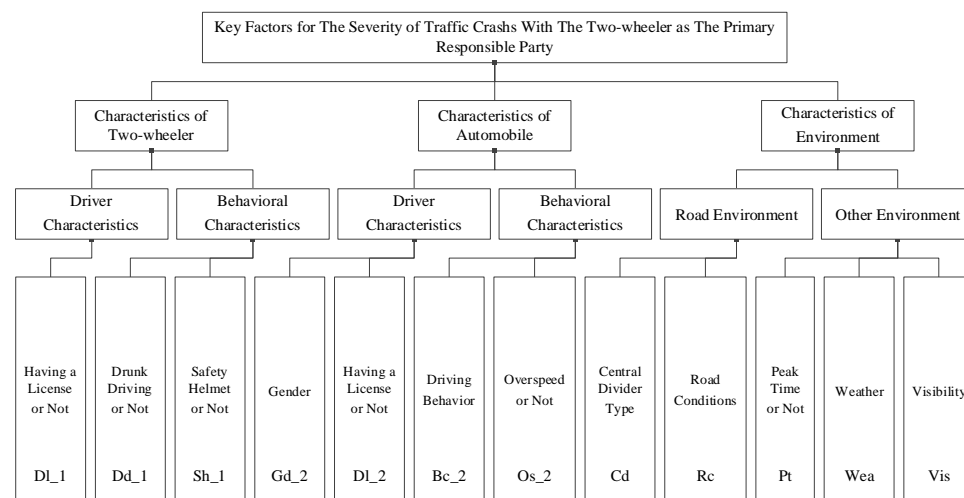 Key Factors for The Severity of Traffic Crashs With The Two-wheeler as The Primary
Responsible Party
Characteristics of
Two-wheeler
Characteristics of
Automobile
Characteristics of
Environment
Driver
Characteristics
Behavioral
Characteristics
Driver
Characteristics
Behavioral
Characteristics
Road Environment
Other Environment
Having a
License
or Not
Dl_1
Drunk
Driving
or Not
Dd_1
Safety
Helmet
or Not
Sh_1
Gender
Gd_2
Having a
License
or Not
Dl_2
Driving
Behavior
Bc_2
Overspeed
or Not
Os_2
Central
Divider
Type
Cd
Road
Conditions
Rc
Peak
Time
or Not
Pt
Weather
Wea
Visibility
Vis